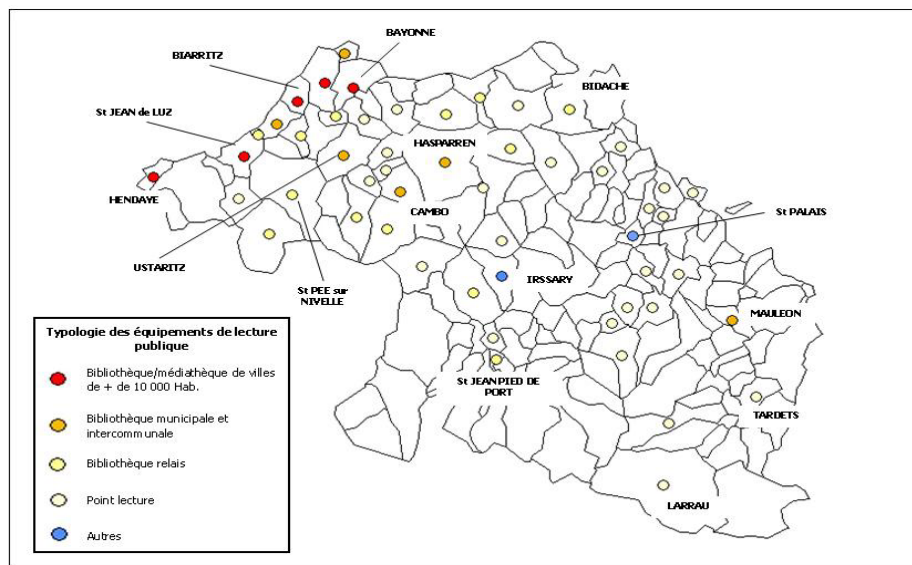 BAYONNE
BIARRITZ
BIDACHE
St JEAN de LUZ
HASPARREN
HENDAYE
CAMBO
St PALAIS
USTARITZ
IRSSARY
St PEE sur
NIVELLE
MAULEON
St JEAN PIED DE
PORT
TARDETS
LARRAU
Typologie des équipements de lecture
publique
Bibliothèque/médiathèque de villes
de + de 10 000 Hab.
Bibliothèque municipale et
intercommunale
Bibliothèque relais
Point lecture
Autres